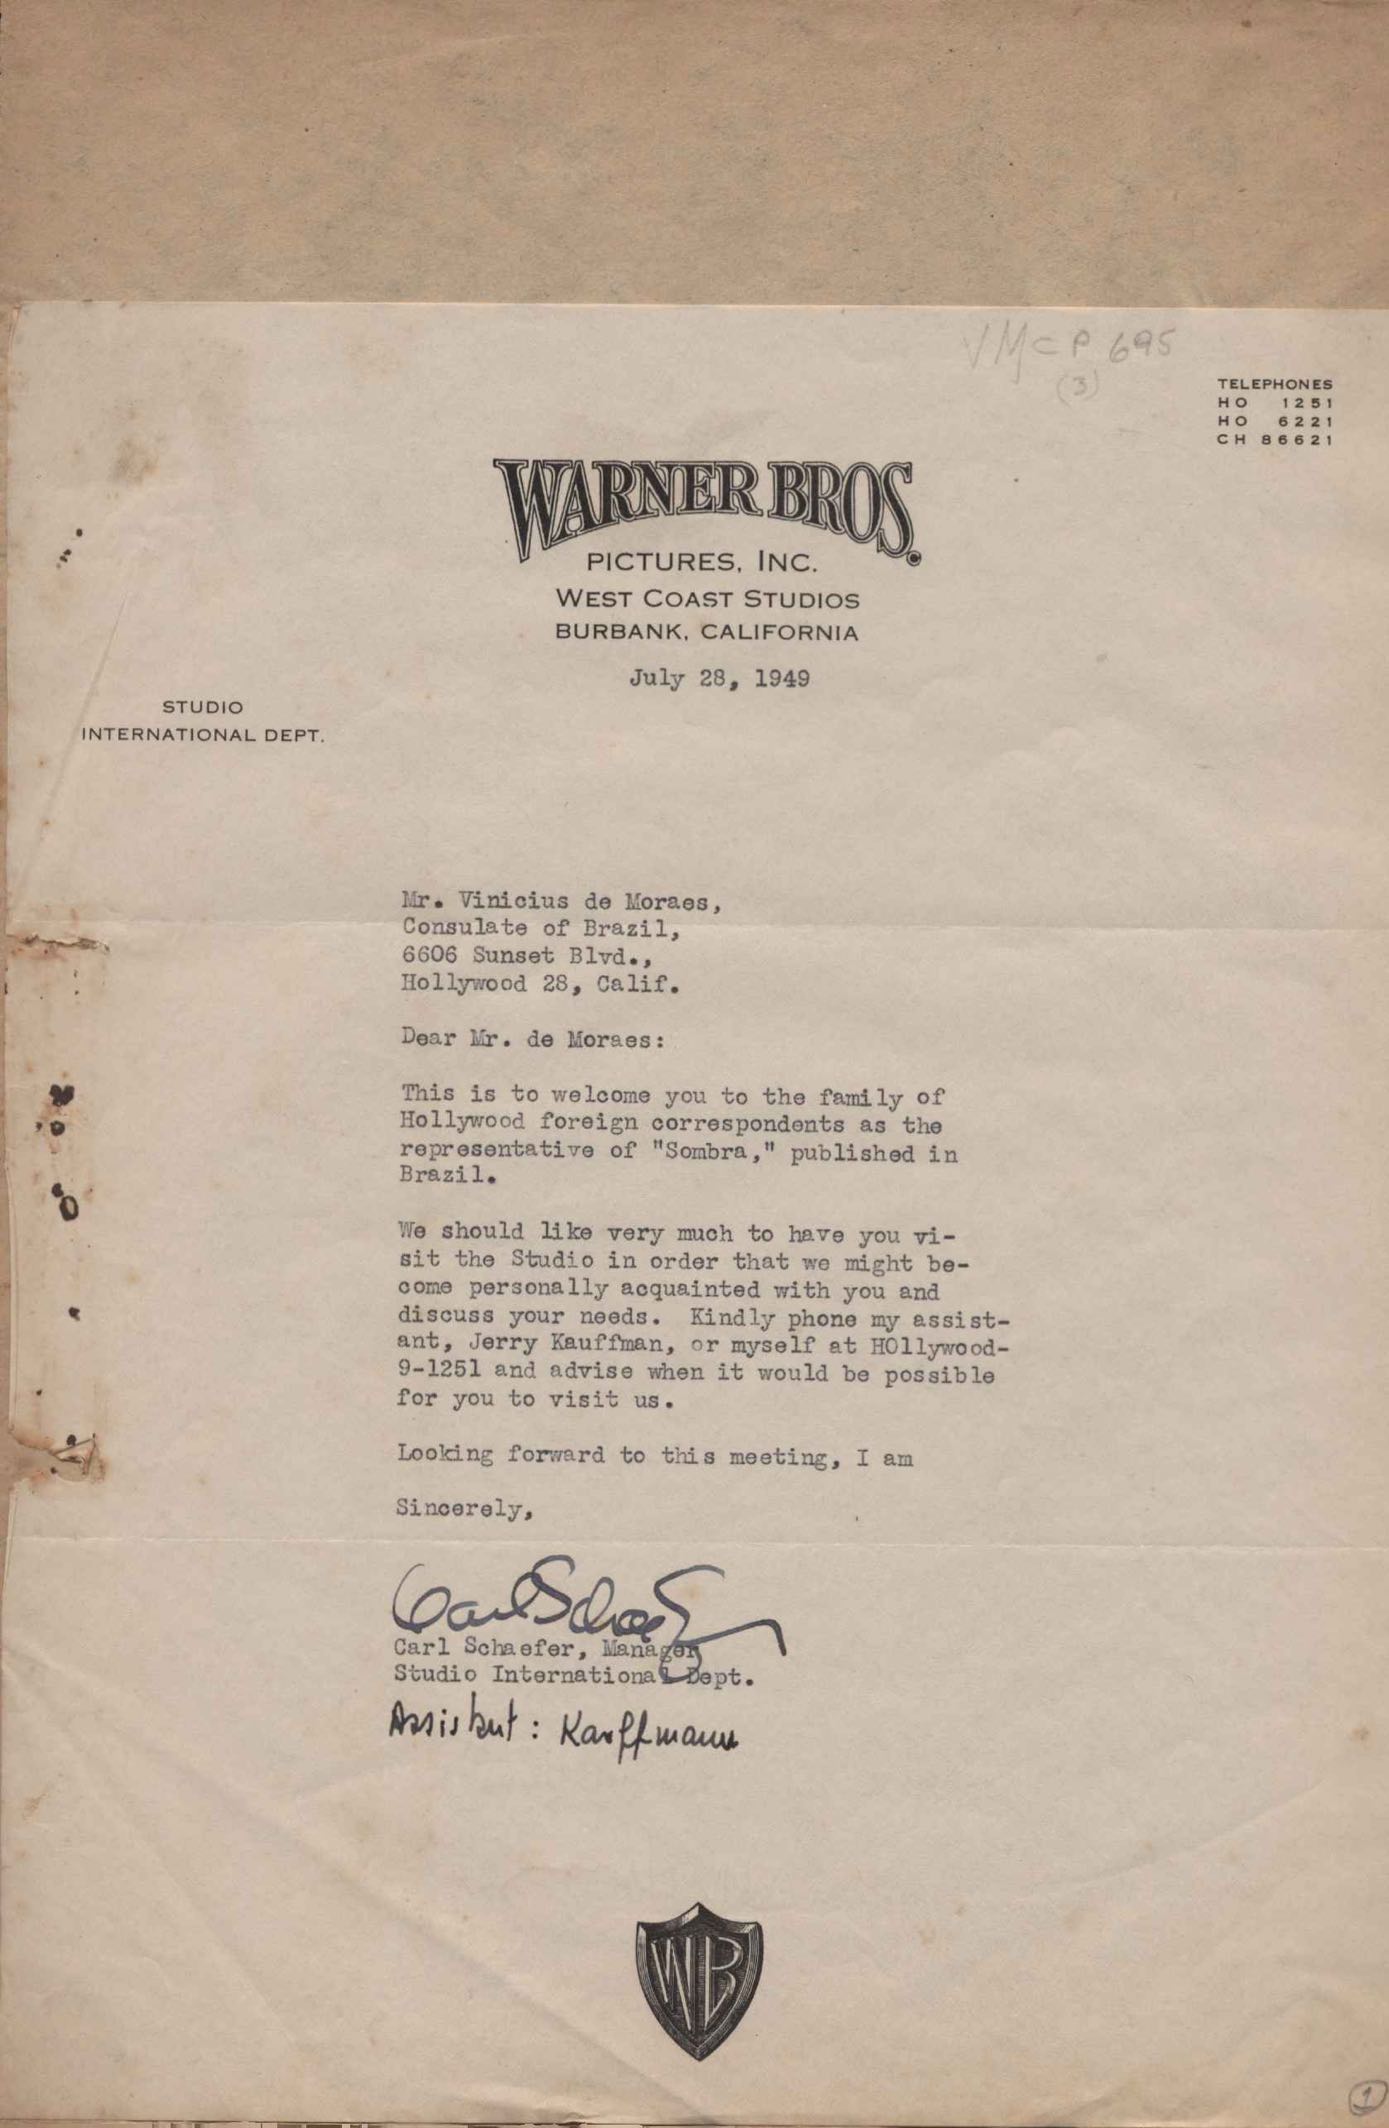 VMCP 695
(3)
TELEPHONES
HO 1251
HO 6221
CH 86621
WARNER BROS.
PICTURES, INC.
WEST COAST STUDIOS
BURBANK, CALIFORNIA
July 28, 1949
STUDIO
INTERNATIONAL DEPT.
Mr. Vinicius de Moraes,
Consulate of Brazil,
6606 Sunset Blvd.,
Hollywood 28, Calif.
Dear Mr. de Moraes:
This is to welcome you to the family of
Hollywood foreign correspondents as the
representative of "Sombra," published in
Brazil.
We should like very much to have you vi-
sit the Studio in order that we might be-
come personally acquainted with you and
discuss your needs. Kindly phone my assist-
ant, Jerry Kauffman, or myself at HOllywood-
9-1251 and advise when it would be possible
for you to visit us.
Looking forward to this meeting, I am
Sincerely,
Carl Schaefer
Carl Schaefer, Manager
Studio International Dept.
Assistent: Kauffmann
WB
1